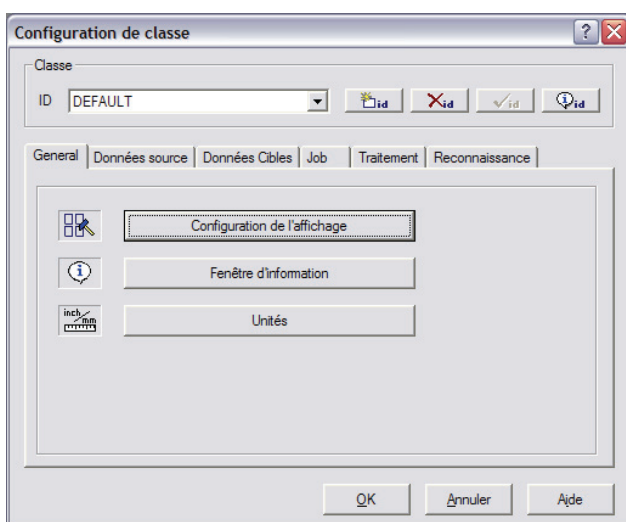 Configuration de classe
Classe
ID DEFAULT id id id id
General Données source Données Cibles Job Traitement Reconnaissance
Configuration de l'affichage
Fenêtre d'information
inch/mm Unités
OK Annuler Aide